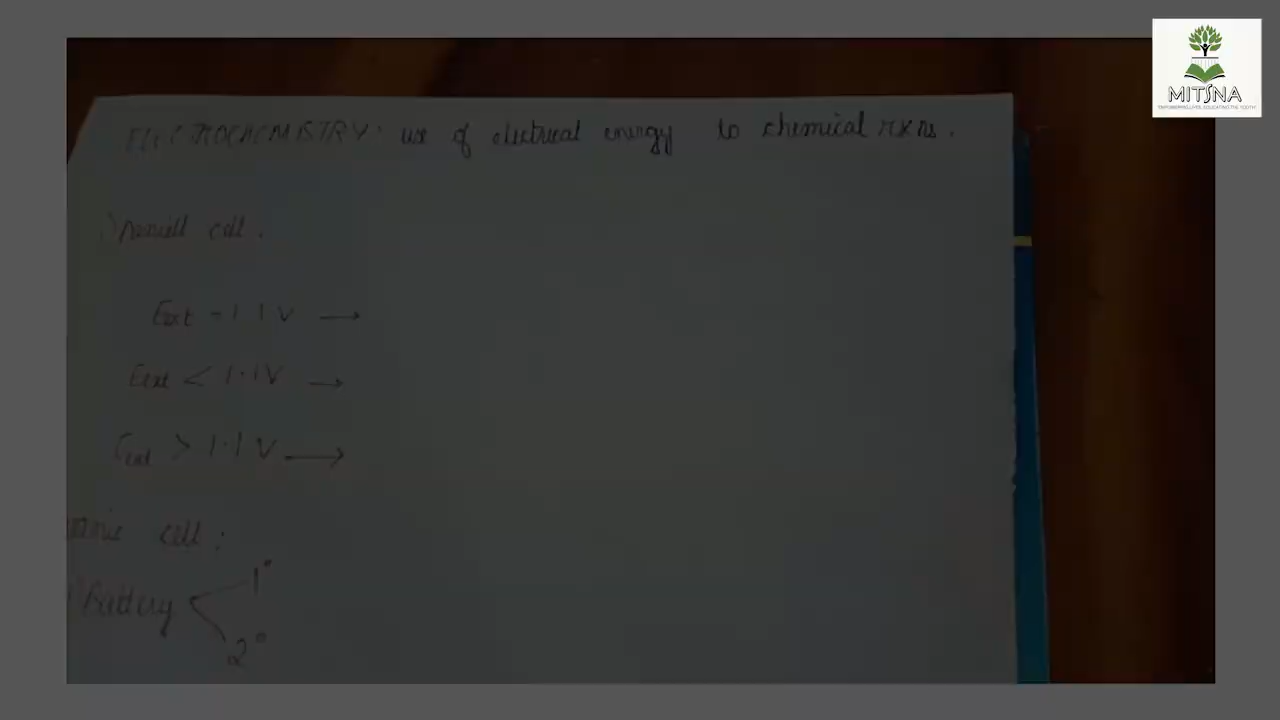 MITSNA
ELECTROCHEMISTRY: use of electrical energy to chemical rxns.
1) Daniell cell.
Eext = 1.1 V →
Eext < 1.1V →
Eext > 1.1 V →
cell :
Battery
1°
2°